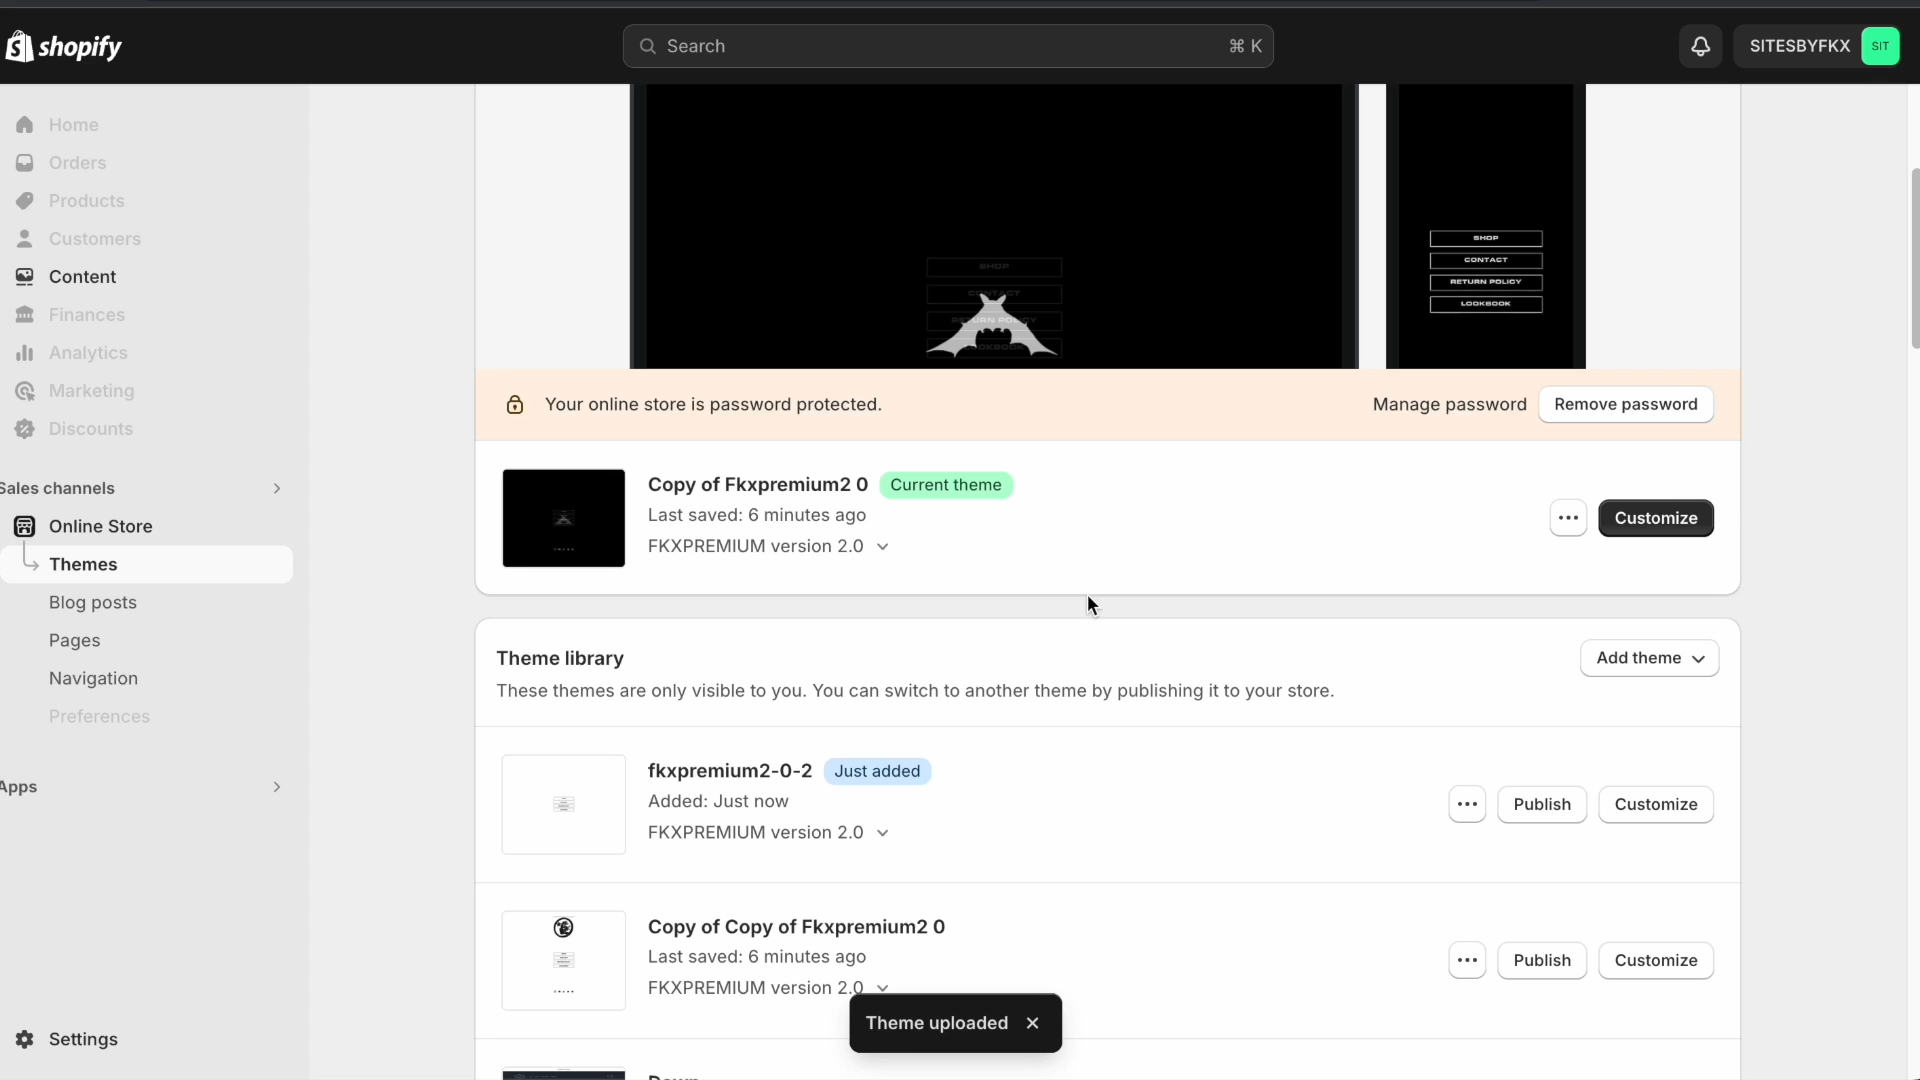 shopify
Search
⌘ K
SITESBYFKX
SIT
Home
Orders
Products
Customers
Content
Finances
Analytics
Marketing
Discounts
Sales channels
Online Store
Themes
Blog posts
Pages
Navigation
Preferences
Apps
Settings
SHOP
CONTACT
RETURN POLICY
LOOKBOOK
SHOP
CONTACT
RETURN POLICY
LOOKBOOK
Your online store is password protected.
Manage password
Remove password
Copy of Fkxpremium2 0
Current theme
Last saved: 6 minutes ago
FKXPREMIUM version 2.0
Customize
Theme library
These themes are only visible to you. You can switch to another theme by publishing it to your store.
Add theme
fkxpremium2-0-2
Just added
Added: Just now
FKXPREMIUM version 2.0
Publish
Customize
Copy of Copy of Fkxpremium2 0
Last saved: 6 minutes ago
FKXPREMIUM version 2.0
Publish
Customize
Theme uploaded